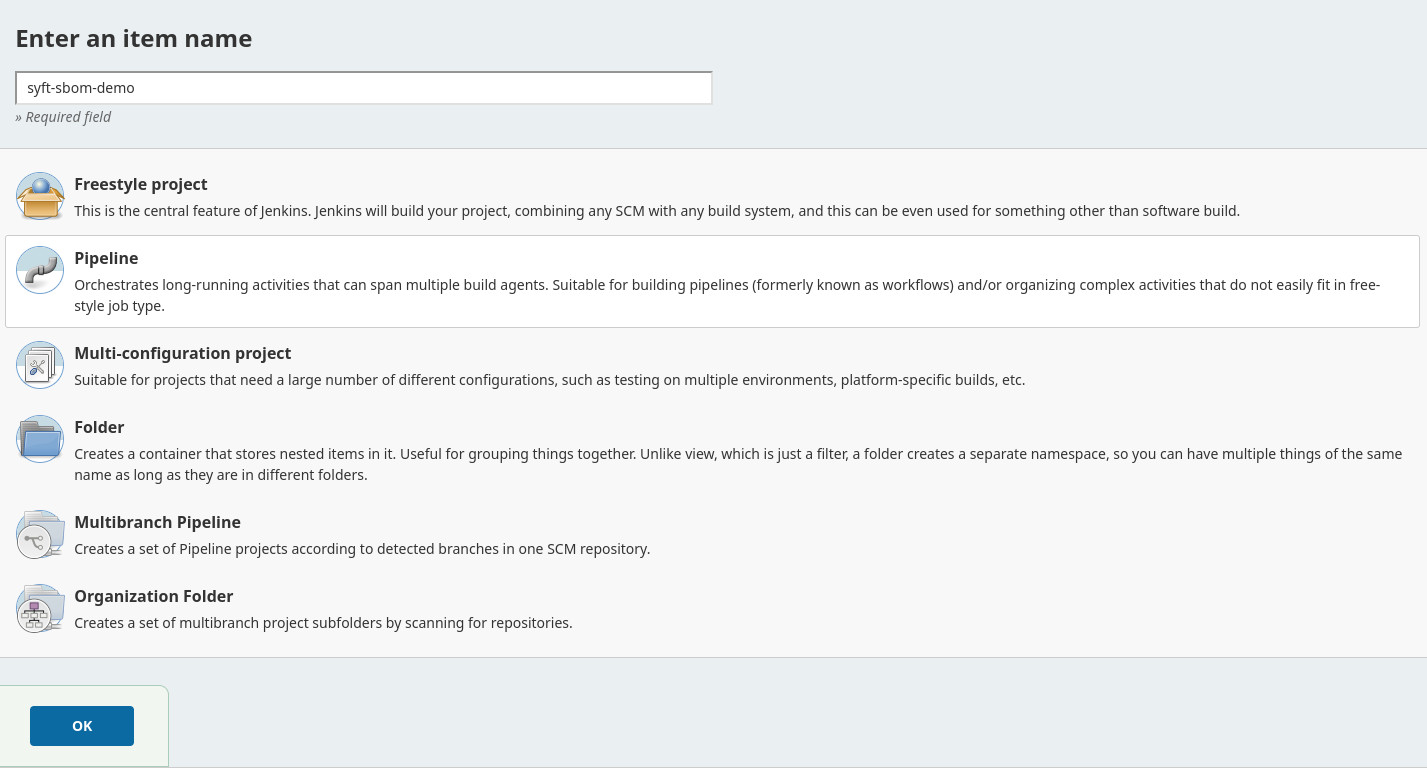 Enter an item name
syft-sbom-demo
» Required field
Freestyle project
This is the central feature of Jenkins. Jenkins will build your project, combining any SCM with any build system, and this can be even used for something other than software build.
Pipeline
Orchestrates long-running activities that can span multiple build agents. Suitable for building pipelines (formerly known as workflows) and/or organizing complex activities that do not easily fit in free-
style job type.
Multi-configuration project
Suitable for projects that need a large number of different configurations, such as testing on multiple environments, platform-specific builds, etc.
Folder
Creates a container that stores nested items in it. Useful for grouping things together. Unlike view, which is just a filter, a folder creates a separate namespace, so you can have multiple things of the same
name as long as they are in different folders.
Multibranch Pipeline
Creates a set of Pipeline projects according to detected branches in one SCM repository.
Organization Folder
Creates a set of multibranch project subfolders by scanning for repositories.
OK